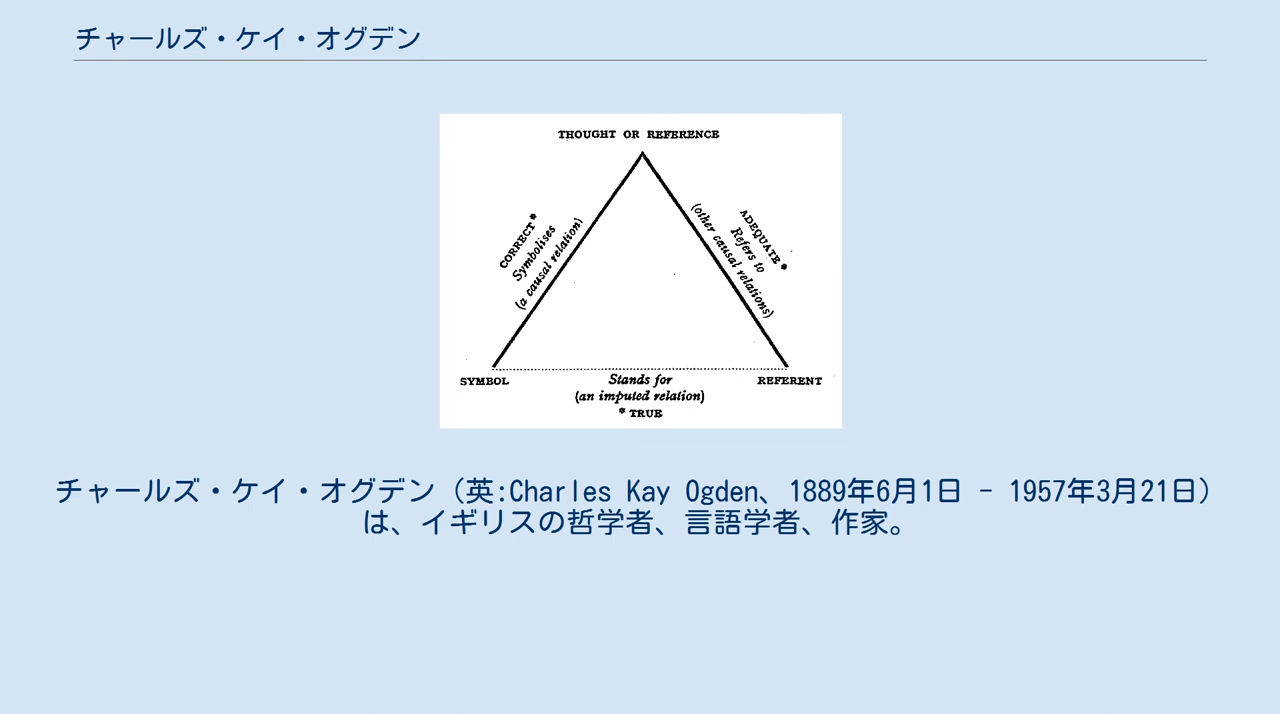 チャールズ・ケイ・オグデン
THOUGHT OR REFERENCE
CORRECT*
Symbolises
(a causal relation)
ADEQUATE*
Refers to
(other causal relations)
SYMBOL
REFERENT
Stands for
(an imputed relation)
* TRUE
チャールズ・ケイ・オグデン（英:Charles Kay Ogden、1889年6月1日 - 1957年3月21日）
は、イギリスの哲学者、言語学者、作家。